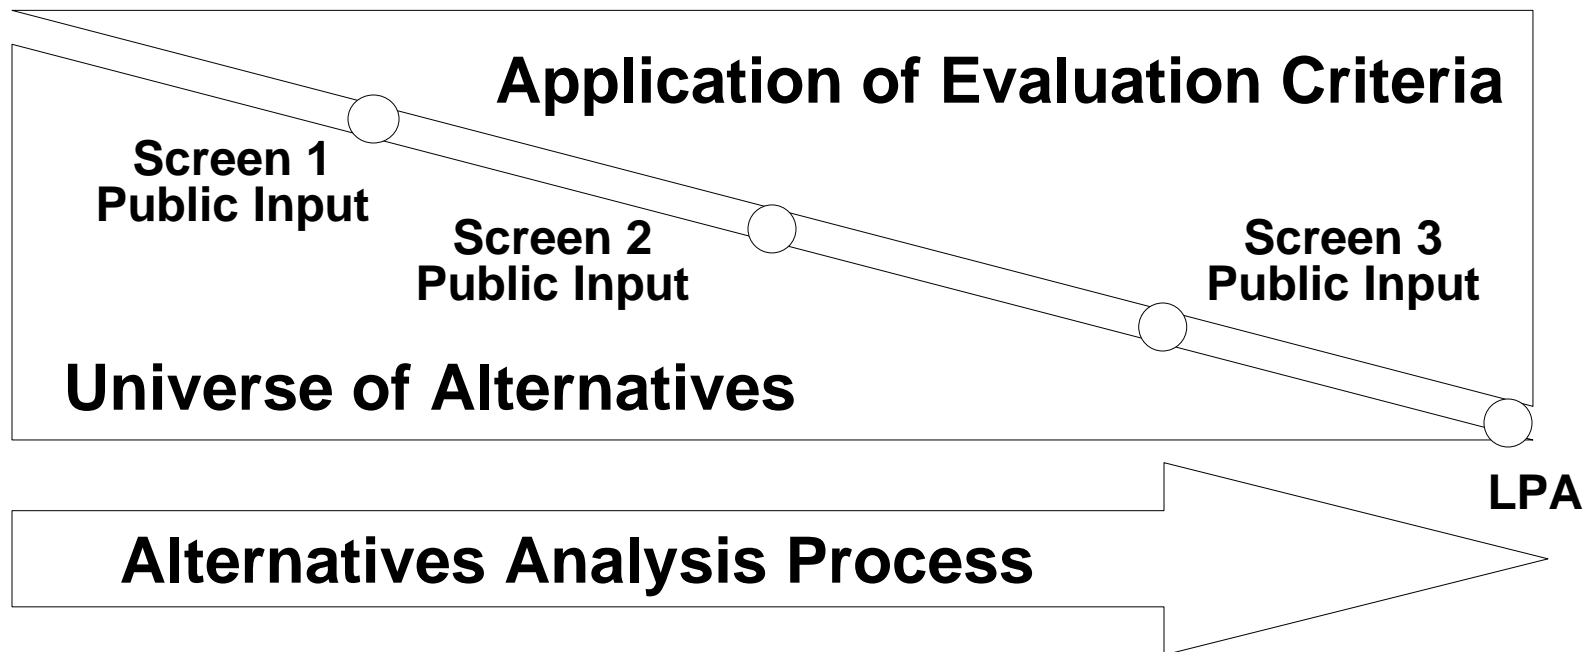 Application of Evaluation Criteria
Screen 1
Public Input
Screen 2
Public Input
Screen 3
Public Input
Universe of Alternatives
LPA
Alternatives Analysis Process